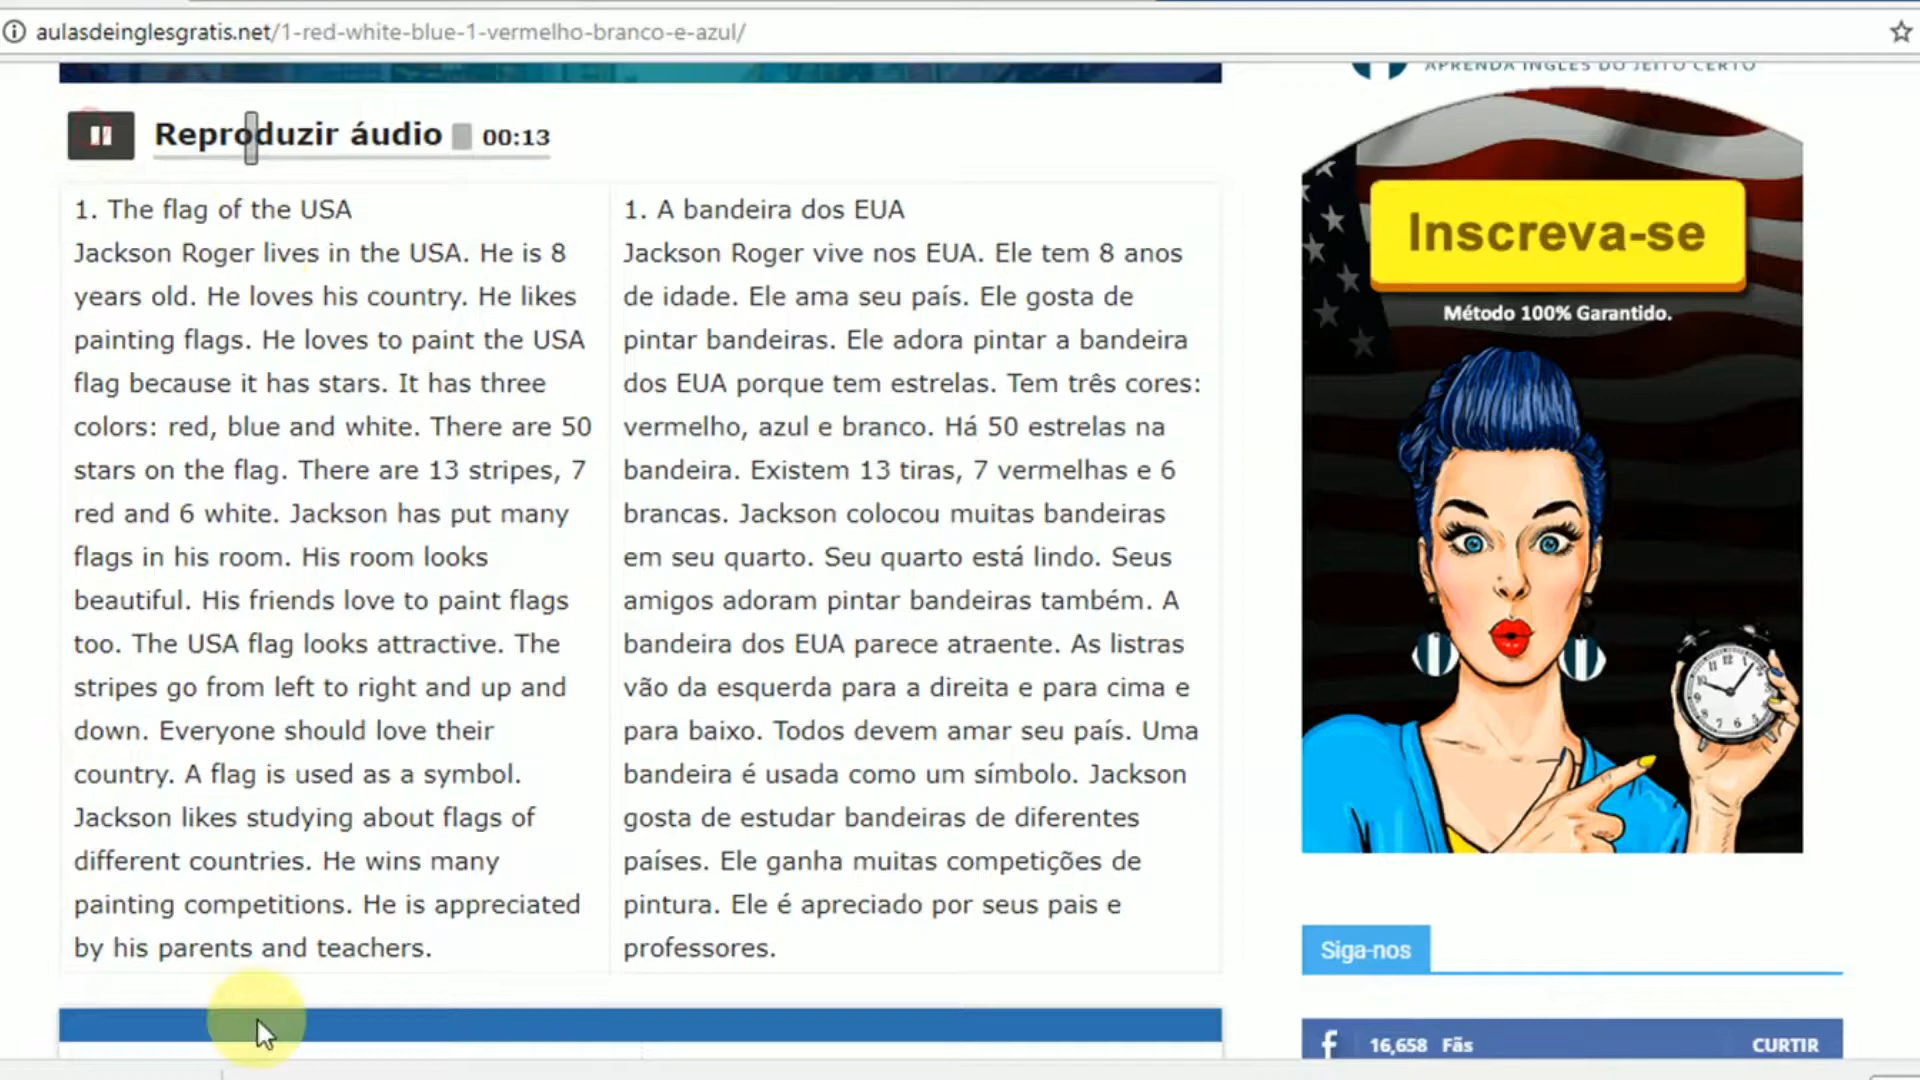 aulasdeinglesgratis.net/1-red-white-blue-1-vermelho-branco-e-azul/
APRENDA INGLÊS DO JEITO CERTO
Reproduzir áudio 00:13
1. The flag of the USA
Jackson Roger lives in the USA. He is 8
years old. He loves his country. He likes
painting flags. He loves to paint the USA
flag because it has stars. It has three
colors: red, blue and white. There are 50
stars on the flag. There are 13 stripes, 7
red and 6 white. Jackson has put many
flags in his room. His room looks
beautiful. His friends love to paint flags
too. The USA flag looks attractive. The
stripes go from left to right and up and
down. Everyone should love their
country. A flag is used as a symbol.
Jackson likes studying about flags of
different countries. He wins many
painting competitions. He is appreciated
by his parents and teachers.
1. A bandeira dos EUA
Jackson Roger vive nos EUA. Ele tem 8 anos
de idade. Ele ama seu país. Ele gosta de
pintar bandeiras. Ele adora pintar a bandeira
dos EUA porque tem estrelas. Tem três cores:
vermelho, azul e branco. Há 50 estrelas na
bandeira. Existem 13 tiras, 7 vermelhas e 6
brancas. Jackson colocou muitas bandeiras
em seu quarto. Seu quarto está lindo. Seus
amigos adoram pintar bandeiras também. A
bandeira dos EUA parece atraente. As listras
vão da esquerda para a direita e para cima e
para baixo. Todos devem amar seu país. Uma
bandeira é usada como um símbolo. Jackson
gosta de estudar bandeiras de diferentes
países. Ele ganha muitas competições de
pintura. Ele é apreciado por seus pais e
professores.
Inscreva-se
Método 100% Garantido.
Siga-nos
f 16,658 Fãs CURTIR